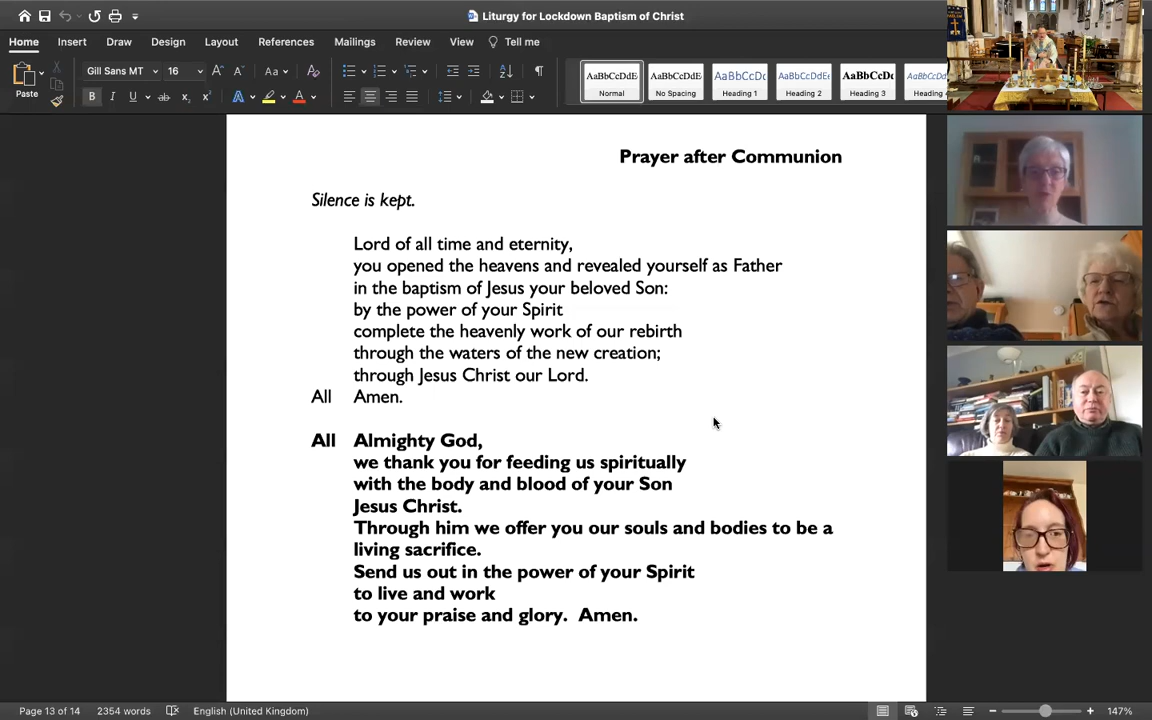 Liturgy for Lockdown Baptism of Christ
Home Insert Draw Design Layout References Mailings Review View Tell me
Paste
Gill Sans MT 16
AaBbCcDdE Normal
AaBbCcDdE No Spacing
AaBbCcDc Heading 1
AaBbCcDdEe Heading 2
AaBbCcDc Heading 3
AaBbCcDdE Heading
Prayer after Communion
Silence is kept.
Lord of all time and eternity,
you opened the heavens and revealed yourself as Father
in the baptism of Jesus your beloved Son:
by the power of your Spirit
complete the heavenly work of our rebirth
through the waters of the new creation;
through Jesus Christ our Lord.
All Amen.
All Almighty God,
we thank you for feeding us spiritually
with the body and blood of your Son
Jesus Christ.
Through him we offer you our souls and bodies to be a
living sacrifice.
Send us out in the power of your Spirit
to live and work
to your praise and glory. Amen.
Page 13 of 14 2354 words English (United Kingdom) 147%